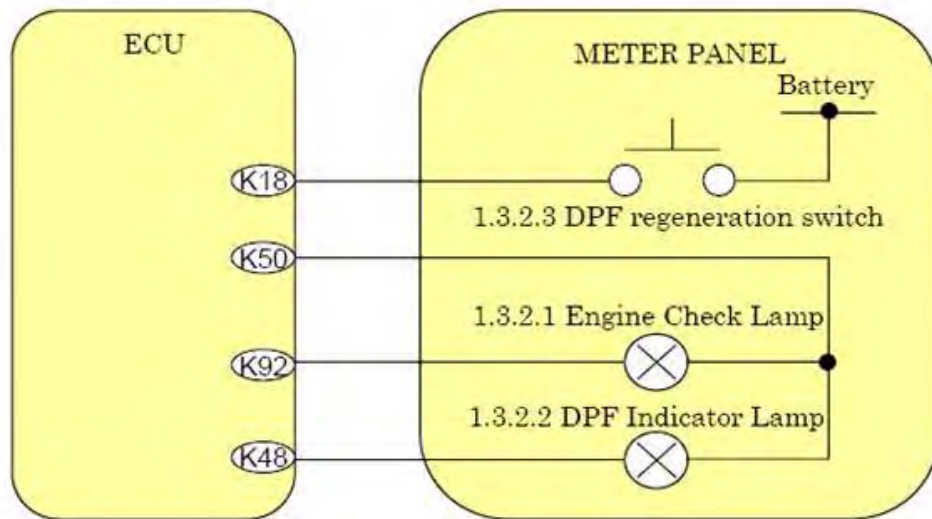 ECU
METER PANEL
Battery
K18
1.3.2.3 DPF regeneration switch
K50
1.3.2.1 Engine Check Lamp
K92
1.3.2.2 DPF Indicator Lamp
K48